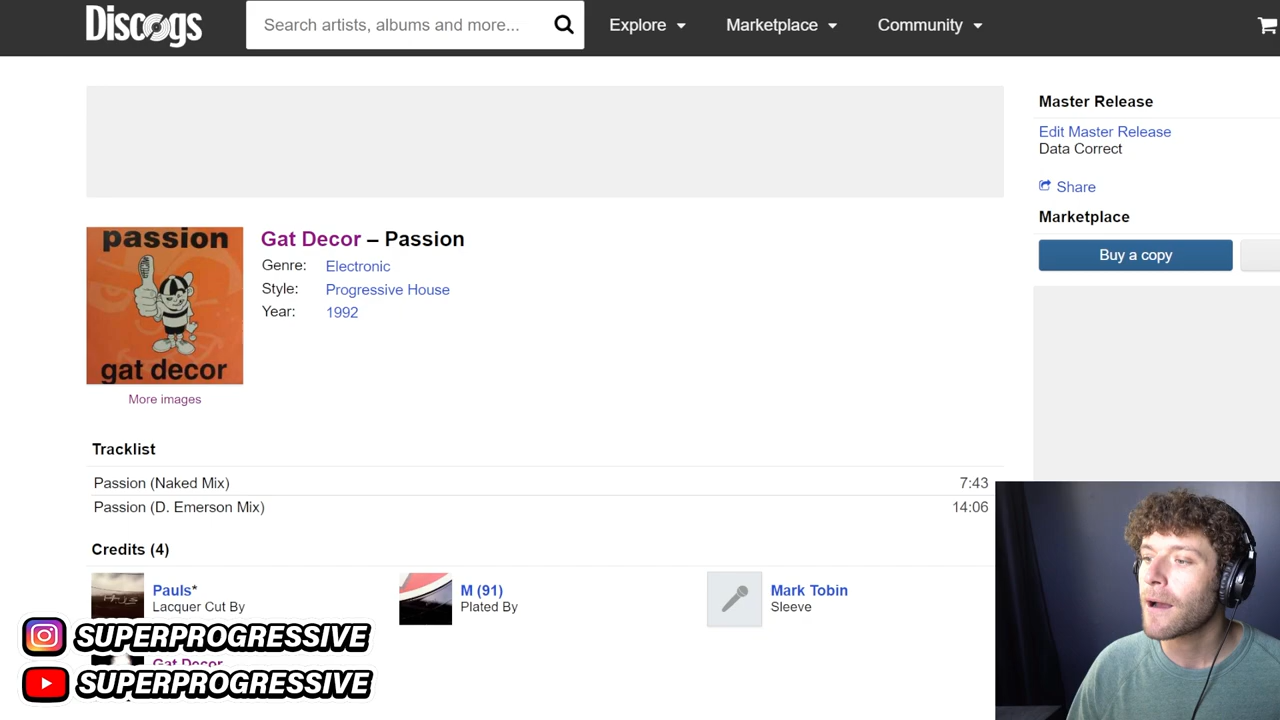 Discogs
Search artists, albums and more...
Explore
Marketplace
Community
Master Release
Edit Master Release
Data Correct
Share
Marketplace
Buy a copy
passion
gat decor
More images
Gat Decor – Passion
Genre: Electronic
Style: Progressive House
Year: 1992
Tracklist
Passion (Naked Mix) 7:43
Passion (D. Emerson Mix) 14:06
Credits (4)
Pauls*
Lacquer Cut By
M (91)
Plated By
Mark Tobin
Sleeve
SUPERPROGRESSIVE
Gat Decor
SUPERPROGRESSIVE